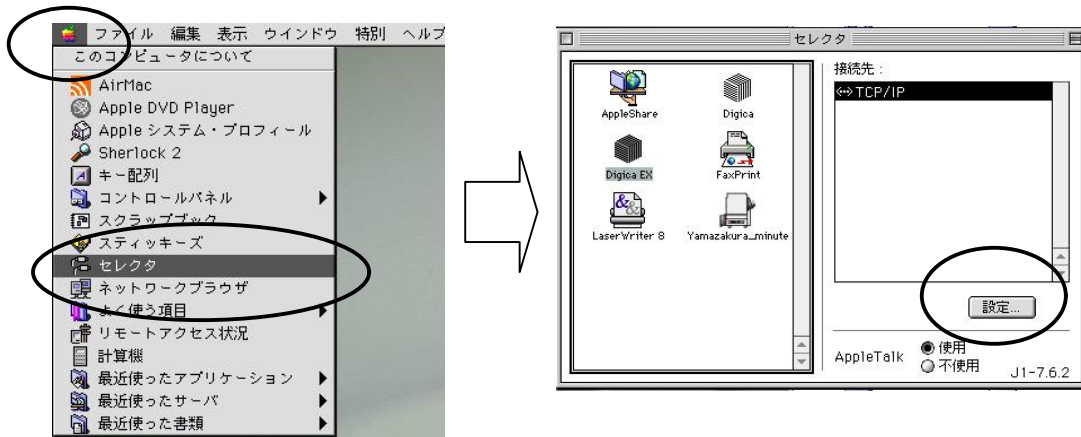 ファイル 編集 表示 ウインドウ 特別 ヘルプ
このコンピュータについて
AirMac
Apple DVD Player
Apple システム・プロフィール
Sherlock 2
キー配列
コントロールパネル
スクラップブック
スティッキーズ
セレクタ
ネットワークブラウザ
よく使う項目
リモートアクセス状況
計算機
最近使ったアプリケーション
最近使ったサーバ
最近使った書類
セレクタ
AppleShare
Digica
Digica EX
FaxPrint
LaserWriter 8
Yamazakura_minute
接続先：
TCP/IP
設定...
AppleTalk
使用
不使用
J1-7.6.2